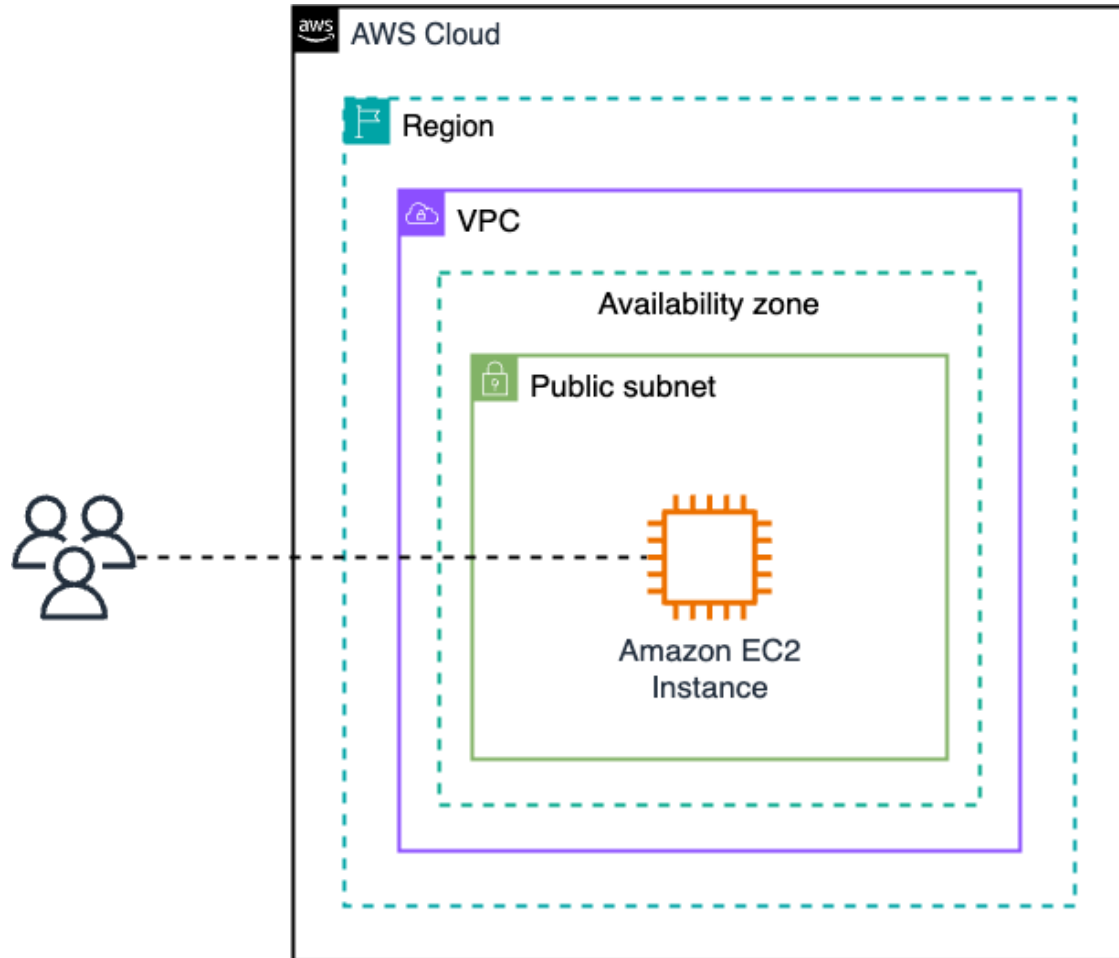 aws
AWS Cloud
Region
VPC
Availability zone
Public subnet
Amazon EC2
Instance